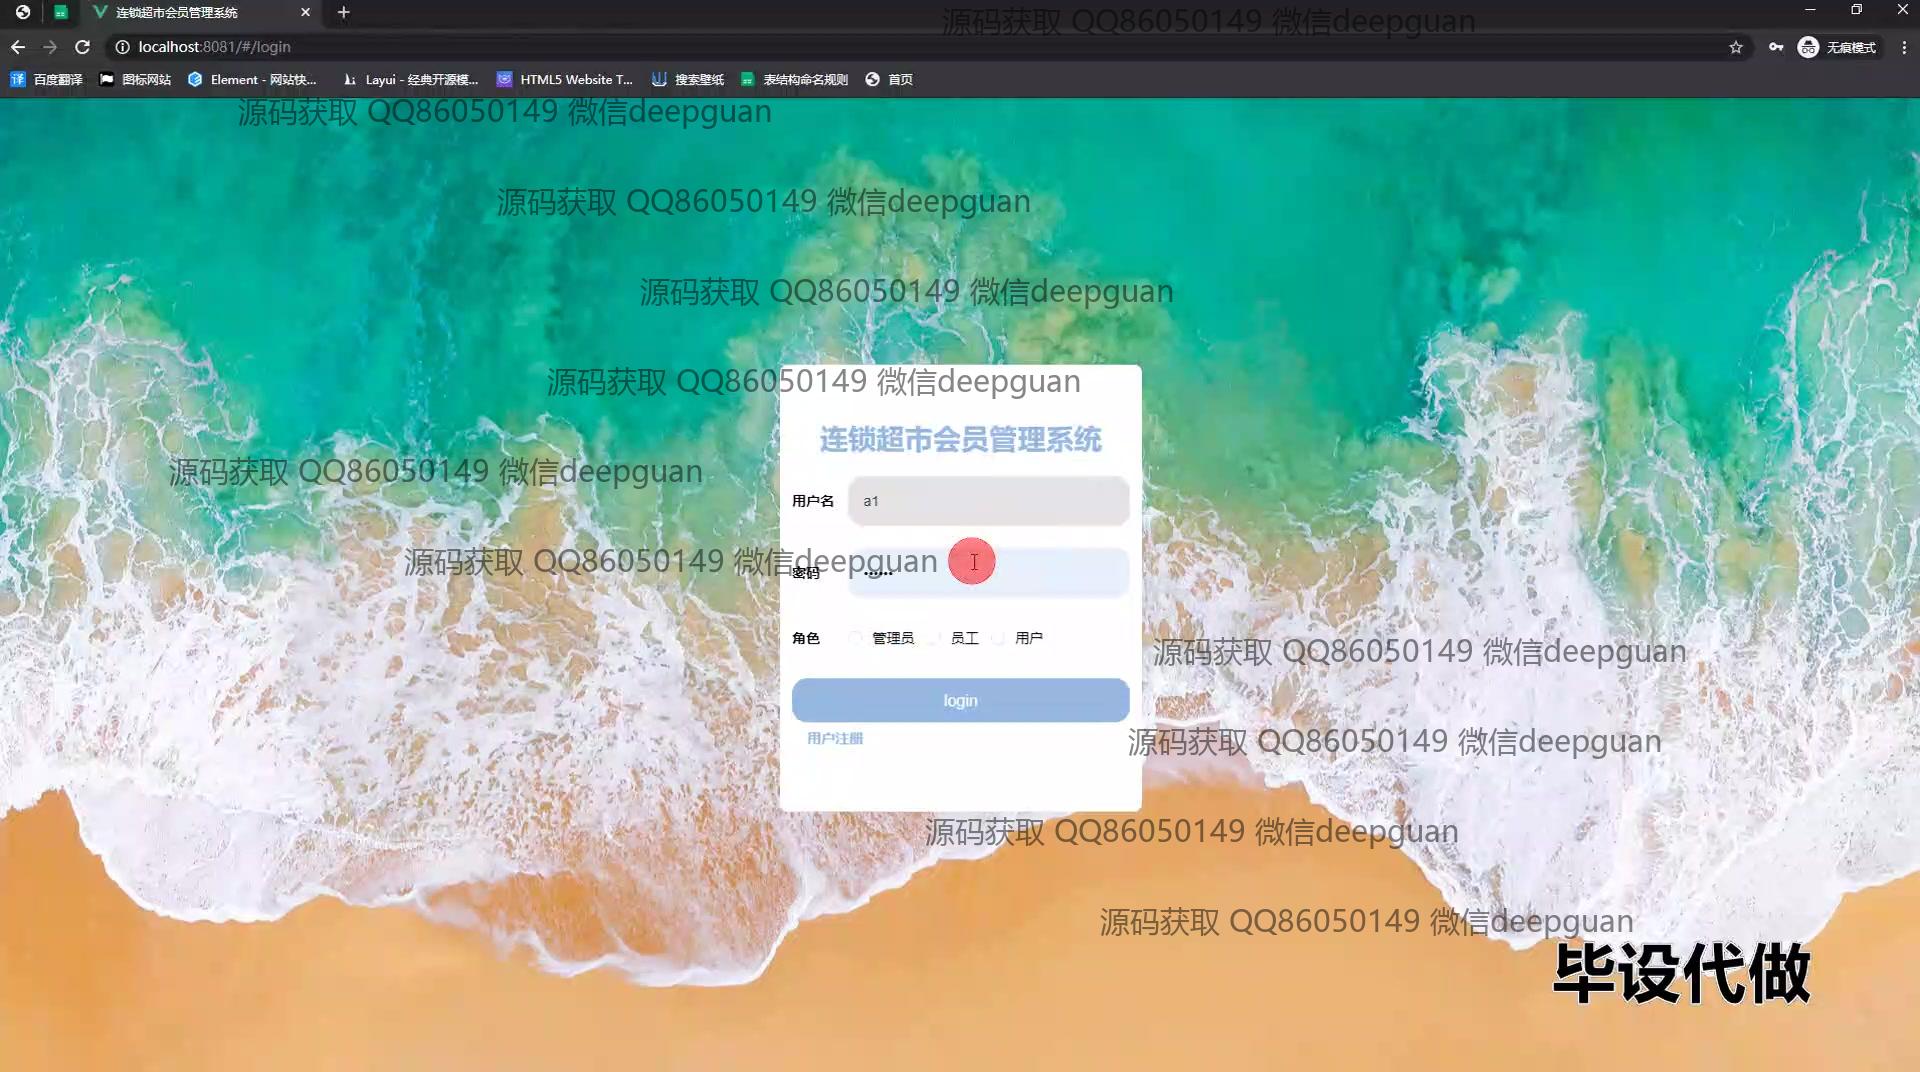 连锁超市会员管理系统
localhost:8081/#/login
无痕模式
百度翻译 图标网站 Element - 网站快... Layui - 经典开源模... HTML5 Website T... 搜索壁纸 表结构命名规则 首页
源码获取 QQ86050149 微信deepguan
源码获取 QQ86050149 微信deepguan
源码获取 QQ86050149 微信deepguan
源码获取 QQ86050149 微信deepguan
源码获取 QQ86050149 微信deepguan
连锁超市会员管理系统
源码获取 QQ86050149 微信deepguan
用户名 a1
源码获取 QQ86050149 微信deepguan
密码 ••••••
角色 管理员 员工 用户
源码获取 QQ86050149 微信deepguan
login
用户注册
源码获取 QQ86050149 微信deepguan
源码获取 QQ86050149 微信deepguan
源码获取 QQ86050149 微信deepguan
毕设代做